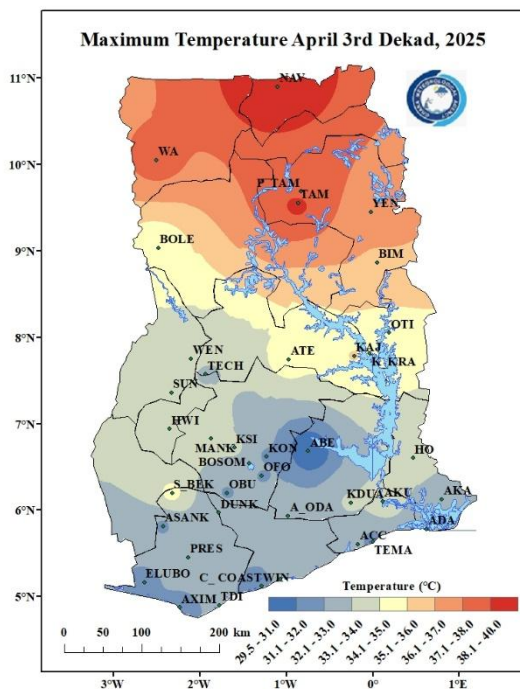 Maximum Temperature April 3rd Dekad, 2025
11°N
NAV
10°N
WA
P_TAM
TAM
YEN
9°N
BOLE
BIM
8°N
OTI
WEN
ATE
KAJ
K_KRA
TECH
SUN
7°N
HWI
KSI
MANK
KON
ABE
HO
BOSOMI
OFO
S_BEK
OBU
KDUA
AKU
AKA
6°N
DUNK
A_ODA
ASANK
ADA
ACC
TEMA
PRES
ELUBO
C_COASTWIN
5°N
AXIM
TDI
Temperature (°C)
29.5 - 31.0
31.1 - 32.0
32.1 - 33.0
33.1 - 34.0
34.1 - 35.0
35.1 - 36.0
36.1 - 37.0
37.1 - 38.0
38.1 - 40.0
0 50 100 200
km
3°W 2°W 1°W 0° 1°E